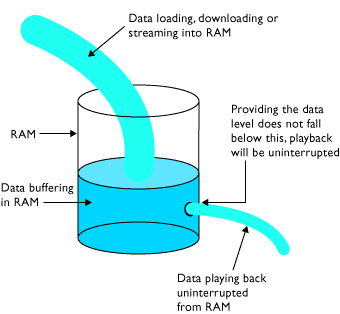 Data loading, downloading or
streaming into RAM
Providing the data
level does not fall
below this, playback
will be uninterrupted
RAM
Data buffering
in RAM
Data playing back
uninterrupted
from RAM